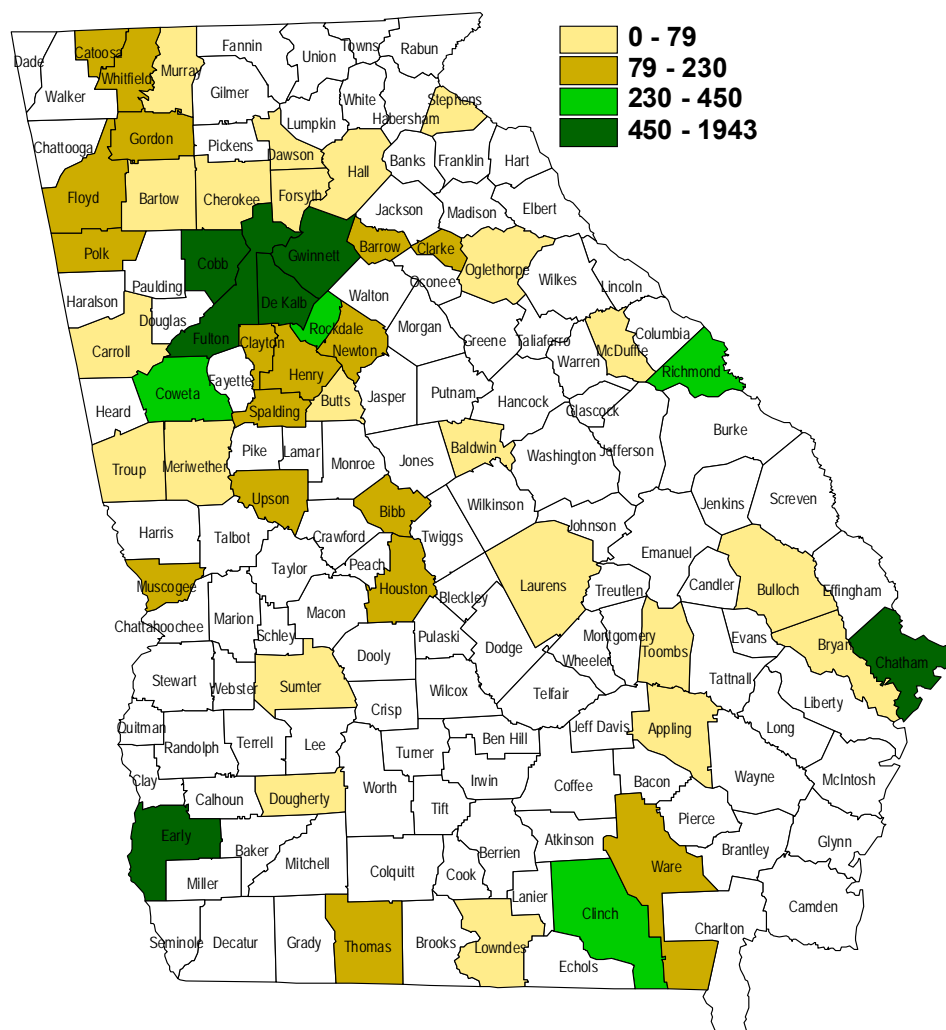 0 - 79
79 - 230
230 - 450
450 - 1943
Dade
Catoosa
Whitfield
Murray
Fannin
Union
Towns
Rabun
Walker
Gilmer
White
Habersham
Stephens
Lumpkin
Chattooga
Gordon
Pickens
Dawson
Hall
Banks
Franklin
Hart
Floyd
Bartow
Cherokee
Forsyth
Jackson
Madison
Elbert
Polk
Cobb
Gwinnett
Barrow
Clarke
Oglethorpe
Wilkes
Lincoln
Haralson
Paulding
Oconee
Walton
De Kalb
Douglas
Rockdale
Morgan
Greene
Taliaferro
Columbia
McDuffie
Warren
Carroll
Fulton
Clayton
Newton
Richmond
Coweta
Fayette
Henry
Heard
Spalding
Butts
Jasper
Putnam
Hancock
Glascock
Burke
Troup
Meriwether
Pike
Lamar
Monroe
Jones
Baldwin
Washington
Jefferson
Upson
Bibb
Wilkinson
Jenkins
Screven
Harris
Talbot
Crawford
Twiggs
Johnson
Emanuel
Taylor
Peach
Muscogee
Houston
Bleckley
Laurens
Treutlen
Candler
Bulloch
Effingham
Chattahoochee
Marion
Macon
Schley
Pulaski
Dodge
Montgomery
Wheeler
Toombs
Evans
Bryan
Chatham
Dooly
Stewart
Webster
Sumter
Wilcox
Telfair
Tattnall
Liberty
Crisp
Quitman
Randolph
Terrell
Lee
Turner
Ben Hill
Jeff Davis
Appling
Long
Clay
Calhoun
Dougherty
Worth
Irwin
Coffee
Bacon
Wayne
McIntosh
Tift
Early
Baker
Mitchell
Berrien
Atkinson
Pierce
Brantley
Glynn
Miller
Colquitt
Cook
Lanier
Ware
Clinch
Charlton
Camden
Seminole
Decatur
Grady
Thomas
Brooks
Lowndes
Echols